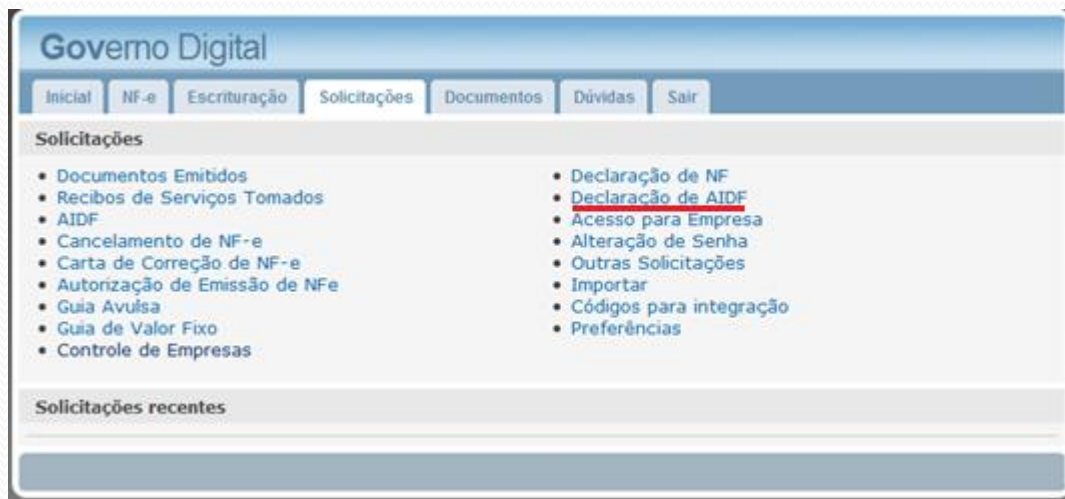 Governo Digital
Inicial NF-e Escrituração Solicitações Documentos Dúvidas Sair
Solicitações
• Documentos Emitidos
• Recibos de Serviços Tomados
• AIDF
• Cancelamento de NF-e
• Carta de Correção de NF-e
• Autorização de Emissão de NFe
• Guia Avulsa
• Guia de Valor Fixo
• Controle de Empresas
• Declaração de NF
• Declaração de AIDF
• Acesso para Empresa
• Alteração de Senha
• Outras Solicitações
• Importar
• Códigos para integração
• Preferências
Solicitações recentes